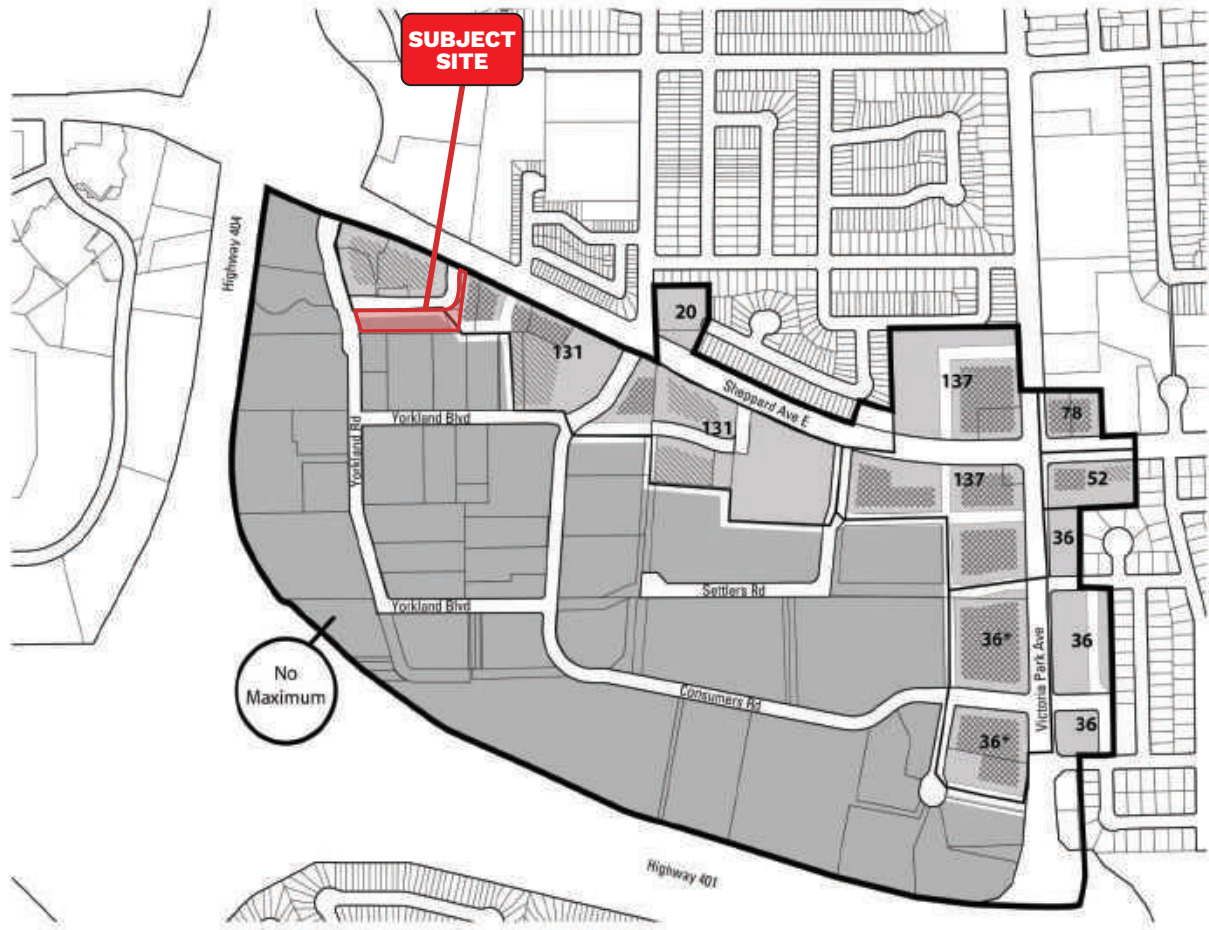 SUBJECT
SITE
Highway 404
20
131
137
Sheppard Ave E
78
Yorkland Blvd
131
Yorkland Rd
137
52
36
Settlers Rd
Yorkland Blvd
36*
36
Victoria Park Ave
No
Maximum
Consumers Rd
36
36*
Highway 401